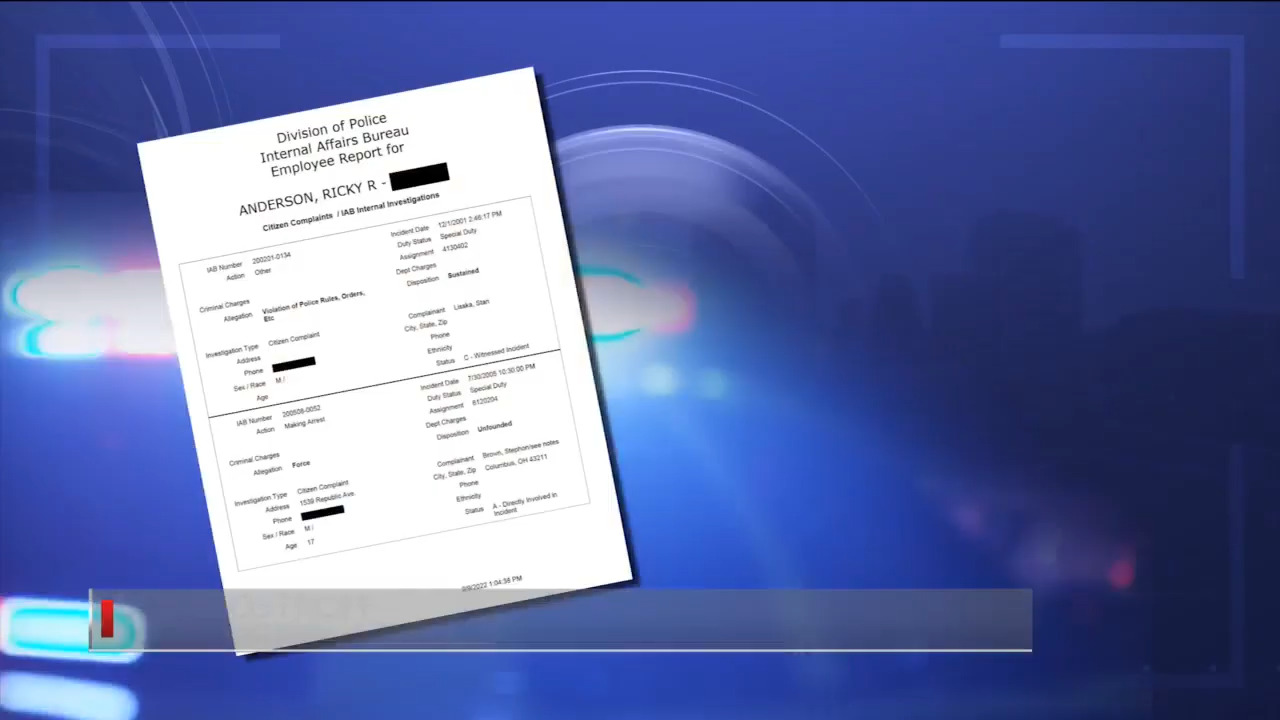 Division of Police
Internal Affairs Bureau
Employee Report for
ANDERSON, RICKY R -
Citizen Complaints / IAB Internal Investigations
IAB Number 200201-0134
Action Other
Incident Date 12/1/2001 2:46:17 PM
Duty Status Special Duty
Assignment 4130402
Dept Charges
Disposition Sustained
Criminal Charges
Allegation Violation of Police Rules, Orders,
Etc
Investigation Type Citizen Complaint
Address
Phone
Sex / Race M /
Age
Complainant Lisska, Stan
City, State, Zip
Phone
Ethnicity
Status C - Witnessed Incident
IAB Number 200508-0052
Action Making Arrest
Incident Date 7/30/2005 10:30:00 PM
Duty Status Special Duty
Assignment 6120204
Dept Charges
Disposition Unfounded
Criminal Charges
Allegation Force
Investigation Type Citizen Complaint
Address 1539 Republic Ave.
Phone
Sex / Race M /
Age 17
Complainant Brown, Stephon/see notes
City, State, Zip Columbus, OH 43211
Phone
Ethnicity
Status A - Directly Involved in
Incident
1:04:36 PM